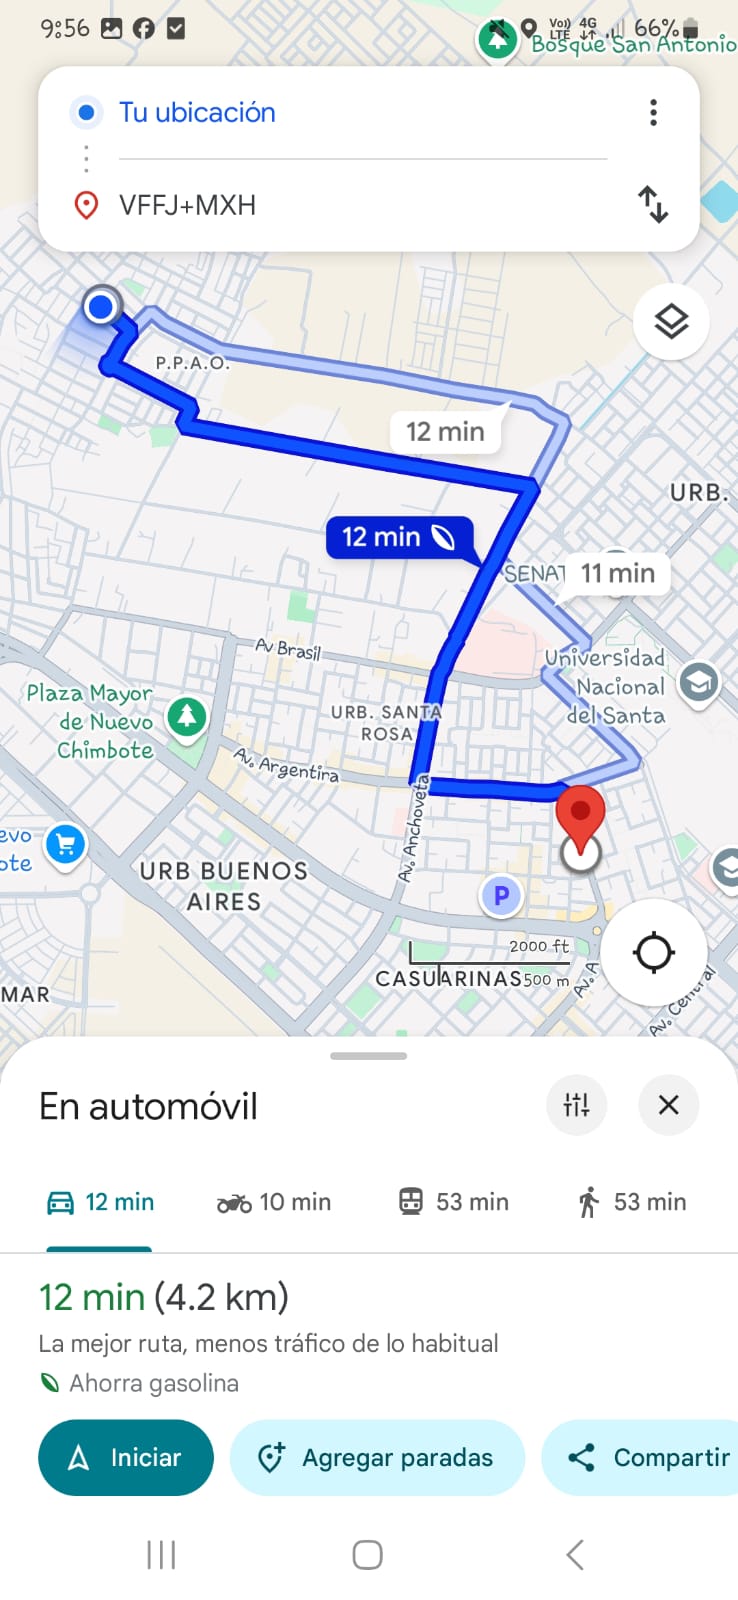 9:56
Vo))
LTE
4G
66%
Bosque San Antonio
Tu ubicación
VFFJ+MXH
P.P.A.O.
12 min
URB.
12 min
SENAT
11 min
Av Brasil
Universidad
Nacional
del Santa
Plaza Mayor
de Nuevo
Chimbote
URB. SANTA
ROSA
Av. Argentina
Av. Anchoveta
evo
ote
URB BUENOS
AIRES
P
2000 ft
CASUARINAS
500 m
MAR
Av. A
Av. Central
En automóvil
12 min
10 min
53 min
53 min
12 min (4.2 km)
La mejor ruta, menos tráfico de lo habitual
Ahorra gasolina
Iniciar
Agregar paradas
Compartir